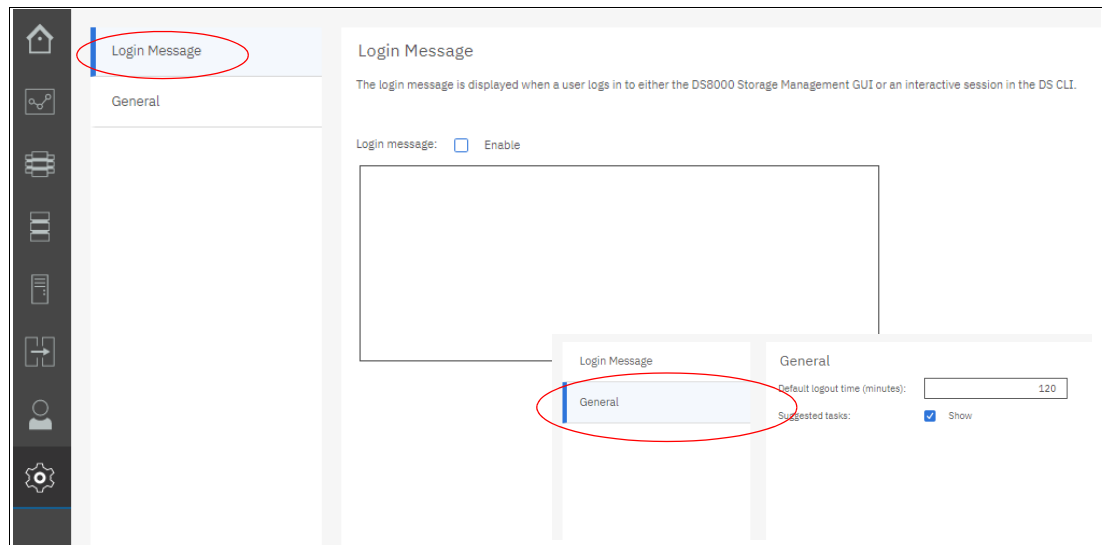 Login Message
General
Login Message
The login message is displayed when a user logs in to either the DS8000 Storage Management GUI or an interactive session in the DS CLI.
Login message: Enable
Login Message
General
General
Default logout time (minutes): 120
Suggested tasks: Show